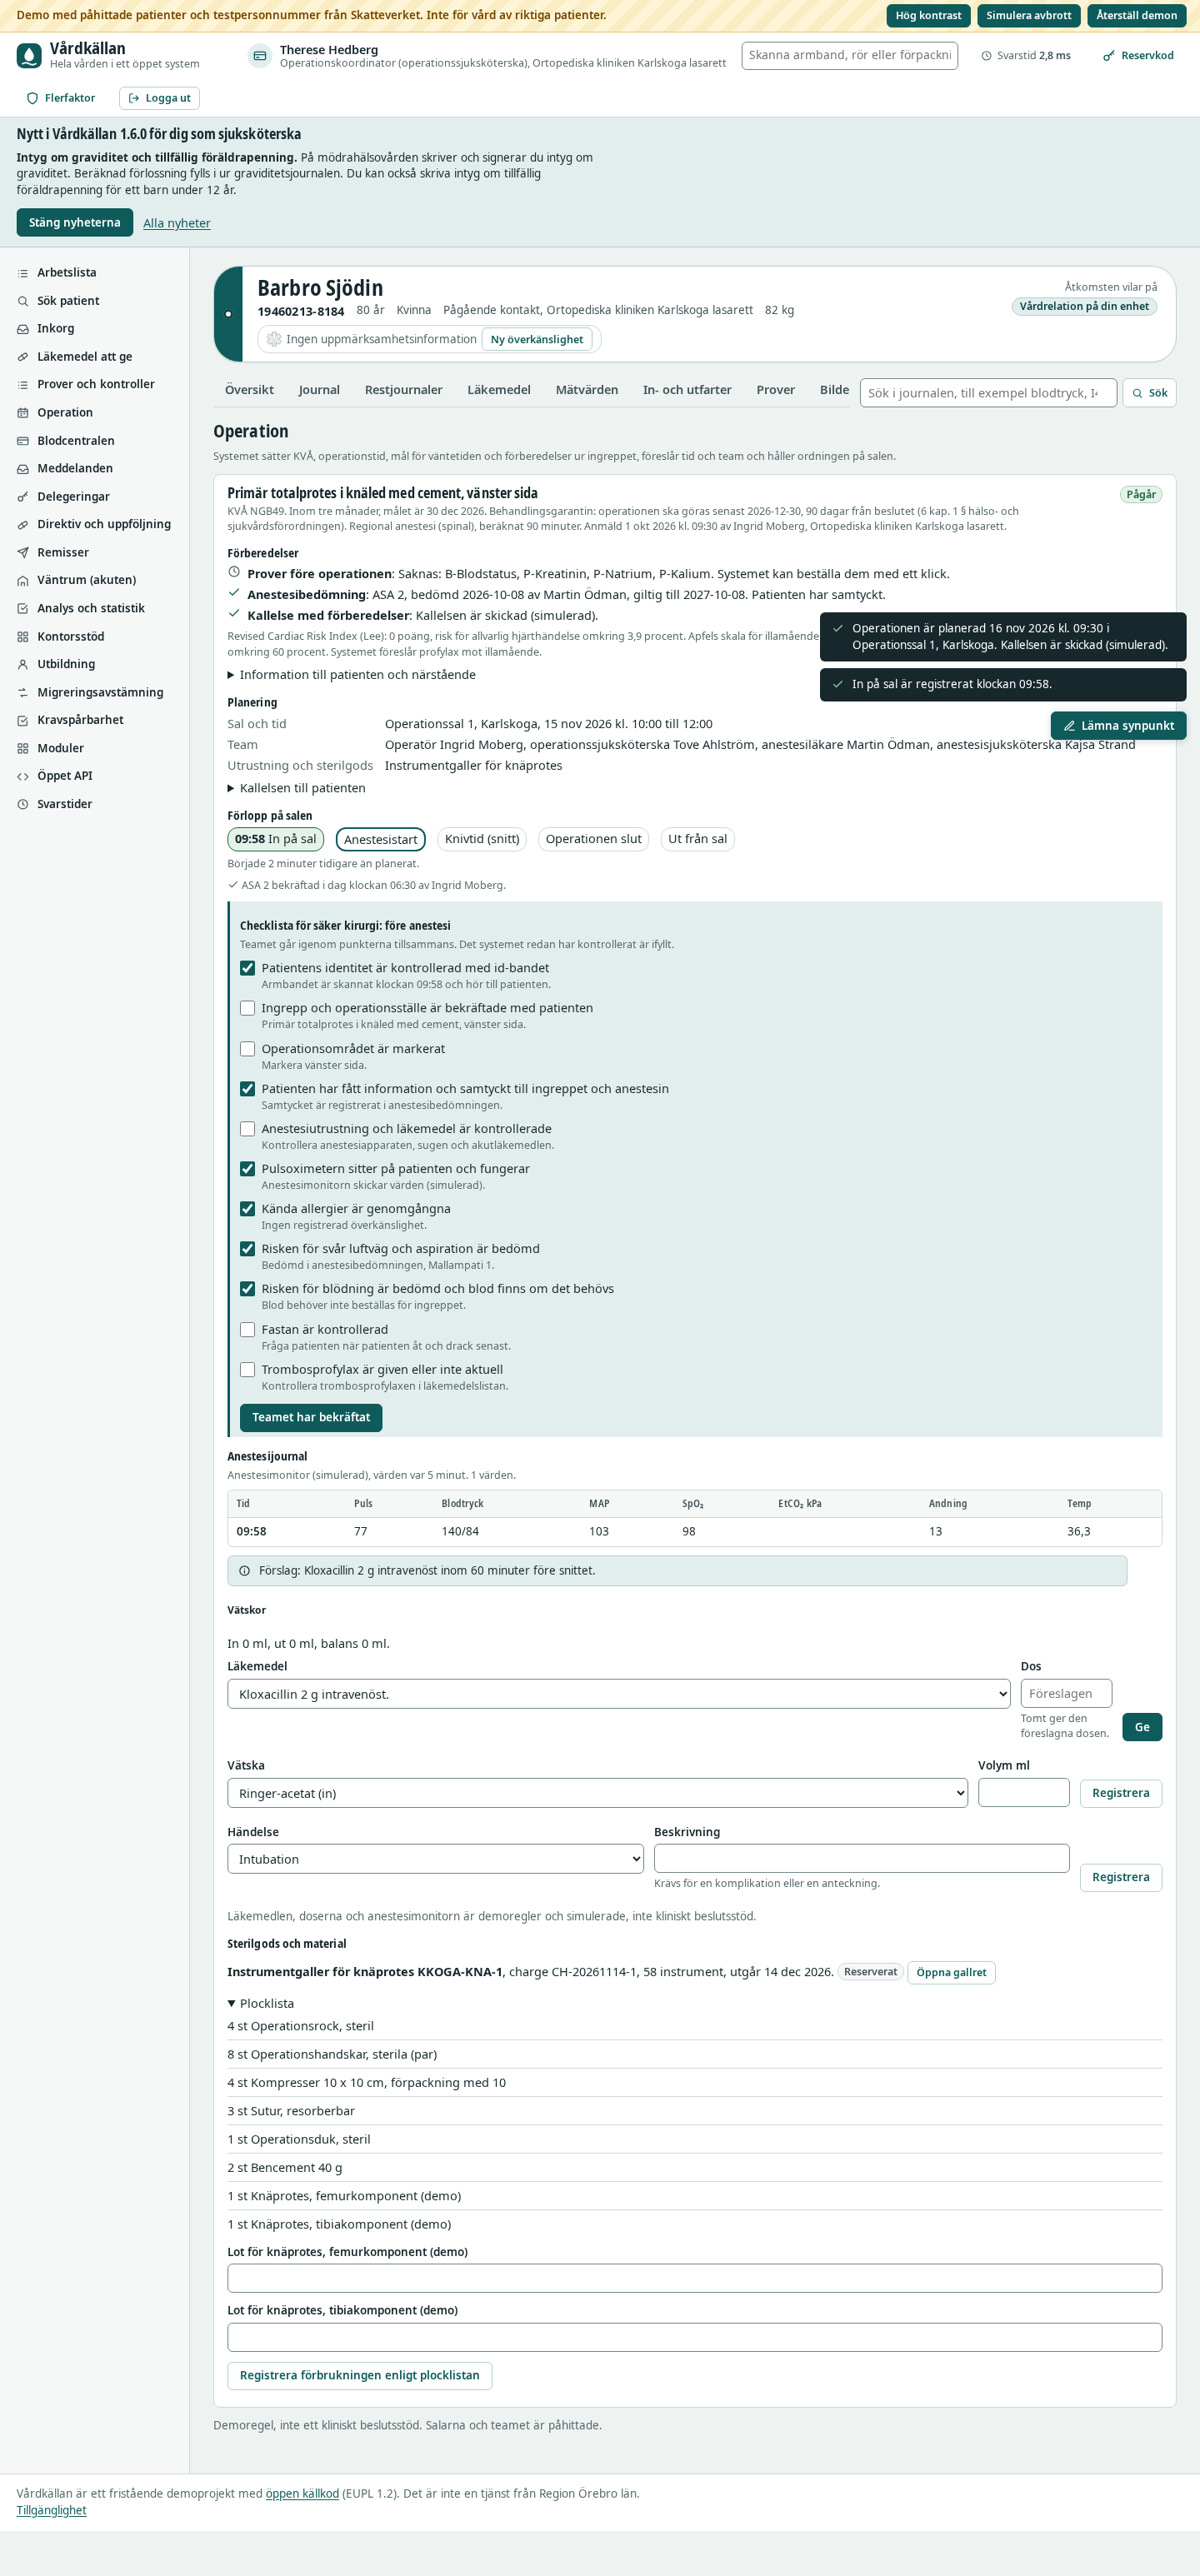 Demo med påhittade patienter och testpersonnummer från Skatteverket. Inte för vård av riktiga patienter.
Hög kontrast
Simulera avbrott
Återställ demon
Vårdkällan
Hela vården i ett öppet system
Therese Hedberg
Operationskoordinator (operationssjuksköterska), Ortopediska kliniken Karlskoga lasarett
Skanna armband, rör eller förpackni
Svarstid 2,8 ms
Reservkod
Flerfaktor
Logga ut
Nytt i Vårdkällan 1.6.0 för dig som sjuksköterska
Intyg om graviditet och tillfällig föräldrapenning. På mödrahälsovården skriver och signerar du intyg om
graviditet. Beräknad förlossning fylls i ur graviditetsjournalen. Du kan också skriva intyg om tillfällig
föräldrapenning för ett barn under 12 år.
Stäng nyheterna
Alla nyheter
Arbetslista
Sök patient
Inkorg
Läkemedel att ge
Prover och kontroller
Operation
Blodcentralen
Meddelanden
Delegeringar
Direktiv och uppföljning
Remisser
Väntrum (akuten)
Analys och statistik
Kontorsstöd
Utbildning
Migreringsavstämning
Kravspårbarhet
Moduler
Öppet API
Svarstider
Barbro Sjödin
19460213-8184 80 år Kvinna Pågående kontakt, Ortopediska kliniken Karlskoga lasarett 82 kg
Ingen uppmärksamhetsinformation
Ny överkänslighet
Åtkomsten vilar på
Vårdrelation på din enhet
Översikt
Journal
Restjournaler
Läkemedel
Mätvärden
In- och utfarter
Prover
Bilde
Sök i journalen, till exempel blodtryck, I4
Sök
Operation
Systemet sätter KVÅ, operationstid, mål för väntetiden och förberedelser ur ingreppet, föreslår tid och team och håller ordningen på salen.
Primär totalprotes i knäled med cement, vänster sida
Pågår
KVÅ NGB49. Inom tre månader, målet är 30 dec 2026. Behandlingsgarantin: operationen ska göras senast 2026-12-30, 90 dagar från beslutet (6 kap. 1 § hälso- och
sjukvårdsförordningen). Regional anestesi (spinal), beräknat 90 minuter. Anmäld 1 okt 2026 kl. 09:30 av Ingrid Moberg, Ortopediska kliniken Karlskoga lasarett.
Förberedelser
Prover före operationen: Saknas: B-Blodstatus, P-Kreatinin, P-Natrium, P-Kalium. Systemet kan beställa dem med ett klick.
Anestesibedömning: ASA 2, bedömd 2026-10-08 av Martin Ödman, giltig till 2027-10-08. Patienten har samtyckt.
Kallelse med förberedelser: Kallelsen är skickad (simulerad).
Revised Cardiac Risk Index (Lee): 0 poäng, risk för allvarlig hjärthändelse omkring 3,9 procent. Apfels skala för illamående
omkring 60 procent. Systemet föreslår profylax mot illamående.
Operationen är planerad 16 nov 2026 kl. 09:30 i
Operationssal 1, Karlskoga. Kallelsen är skickad (simulerad).
In på sal är registrerat klockan 09:58.
Lämna synpunkt
Information till patienten och närstående
Planering
Sal och tid Operationssal 1, Karlskoga, 15 nov 2026 kl. 10:00 till 12:00
Team Operatör Ingrid Moberg, operationssjuksköterska Tove Ahlström, anestesiläkare Martin Ödman, anestesisjuksköterska Kajsa Strand
Utrustning och sterilgods Instrumentgaller för knäprotes
Kallelsen till patienten
Förlopp på salen
09:58 In på sal
Anestesistart
Knivtid (snitt)
Operationen slut
Ut från sal
Började 2 minuter tidigare än planerat.
ASA 2 bekräftad i dag klockan 06:30 av Ingrid Moberg.
Checklista för säker kirurgi: före anestesi
Teamet går igenom punkterna tillsammans. Det systemet redan har kontrollerat är ifyllt.
Patientens identitet är kontrollerad med id-bandet
Armbandet är skannat klockan 09:58 och hör till patienten.
Ingrepp och operationsställe är bekräftade med patienten
Primär totalprotes i knäled med cement, vänster sida.
Operationsområdet är markerat
Markera vänster sida.
Patienten har fått information och samtyckt till ingreppet och anestesin
Samtycket är registrerat i anestesibedömningen.
Anestesiutrustning och läkemedel är kontrollerade
Kontrollera anestesiapparaten, sugen och akutläkemedlen.
Pulsoximetern sitter på patienten och fungerar
Anestesimonitorn skickar värden (simulerad).
Kända allergier är genomgångna
Ingen registrerad överkänslighet.
Risken för svår luftväg och aspiration är bedömd
Bedömd i anestesibedömningen, Mallampati 1.
Risken för blödning är bedömd och blod finns om det behövs
Blod behöver inte beställas för ingreppet.
Fastan är kontrollerad
Fråga patienten när patienten åt och drack senast.
Trombosprofylax är given eller inte aktuell
Kontrollera trombosprofylaxen i läkemedelslistan.
Teamet har bekräftat
Anestesijournal
Anestesimonitor (simulerad), värden var 5 minut. 1 värden.
Tid Puls Blodtryck MAP SpO₂ EtCO₂ kPa Andning Temp
09:58 77 140/84 103 98 13 36,3
Förslag: Kloxacillin 2 g intravenöst inom 60 minuter före snittet.
Vätskor
In 0 ml, ut 0 ml, balans 0 ml.
Läkemedel
Dos
Kloxacillin 2 g intravenöst.
Föreslagen
Tomt ger den
föreslagna dosen.
Ge
Vätska
Volym ml
Ringer-acetat (in)
Registrera
Händelse
Beskrivning
Intubation
Krävs för en komplikation eller en anteckning.
Registrera
Läkemedlen, doserna och anestesimonitorn är demoregler och simulerade, inte kliniskt beslutsstöd.
Sterilgods och material
Instrumentgaller för knäprotes KKOGA-KNA-1, charge CH-20261114-1, 58 instrument, utgår 14 dec 2026. Reserverat Öppna gallret
Plocklista
4 st Operationsrock, steril
8 st Operationshandskar, sterila (par)
4 st Kompresser 10 x 10 cm, förpackning med 10
3 st Sutur, resorberbar
1 st Operationsduk, steril
2 st Bencement 40 g
1 st Knäprotes, femurkomponent (demo)
1 st Knäprotes, tibiakomponent (demo)
Lot för knäprotes, femurkomponent (demo)
Lot för knäprotes, tibiakomponent (demo)
Registrera förbrukningen enligt plocklistan
Demoregel, inte ett kliniskt beslutsstöd. Salarna och teamet är påhittade.
Vårdkällan är ett fristående demoprojekt med öppen källkod (EUPL 1.2). Det är inte en tjänst från Region Örebro län.
Tillgänglighet